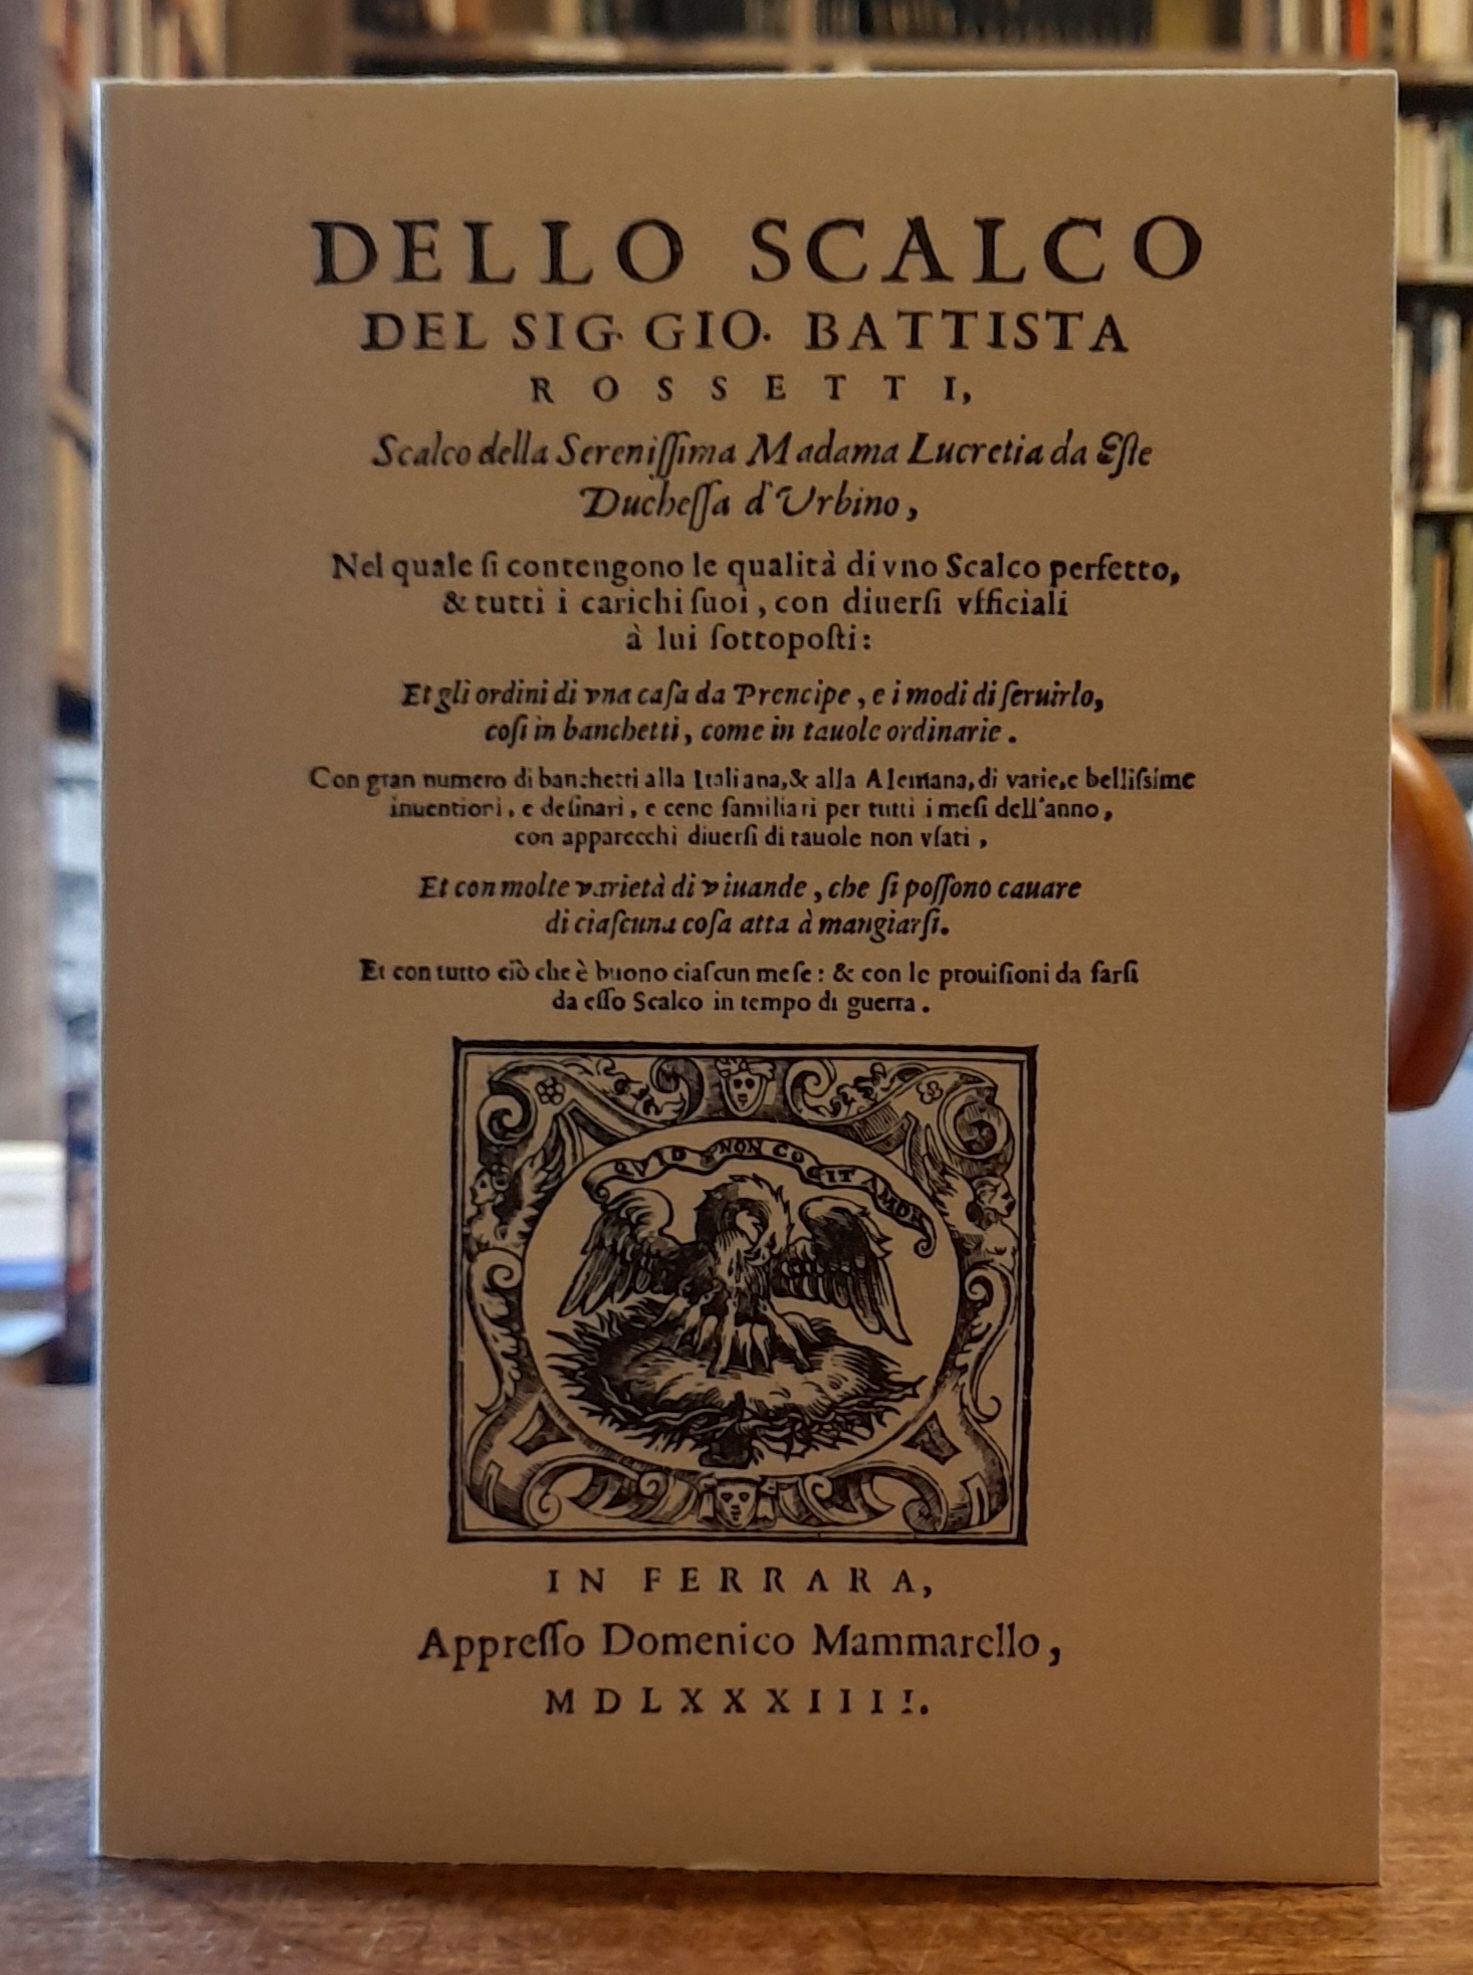 DELLO SCALCO
DEL SIG. GIO. BATTISTA
ROSSETTI,
Scalco della Sereniſſima Madama Lucretia da Eſte
Ducheſſa d'Vrbino,
Nel quale ſi contengono le qualità di vno Scalco perfetto,
& tutti i carichi ſuoi, con diuerſi vfficiali
à lui ſottopoſti:
Et gli ordini di vna caſa da Prencipe, e i modi di ſeruirlo,
coſi in banchetti, come in tauole ordinarie.
Con gran numero di banchetti alla Italiana, & alla Alemana, di varie, e belliſsime
inuentioni, e deſinari, e cene familiari per tutti i meſi dell'anno,
con apparecchi diuerſi di tauole non vſati,
Et con molte varietà di viuande, che ſi poſſono cauare
di ciaſcuna coſa atta à mangiarſi.
Et con tutto ciò che è buono ciaſcun meſe: & con le prouiſioni da farſi
da eſſo Scalco in tempo di guerra.
QVID NON COGIT AMOR
IN FERRARA,
Appreſſo Domenico Mammarello,
MDLXXXIIII.